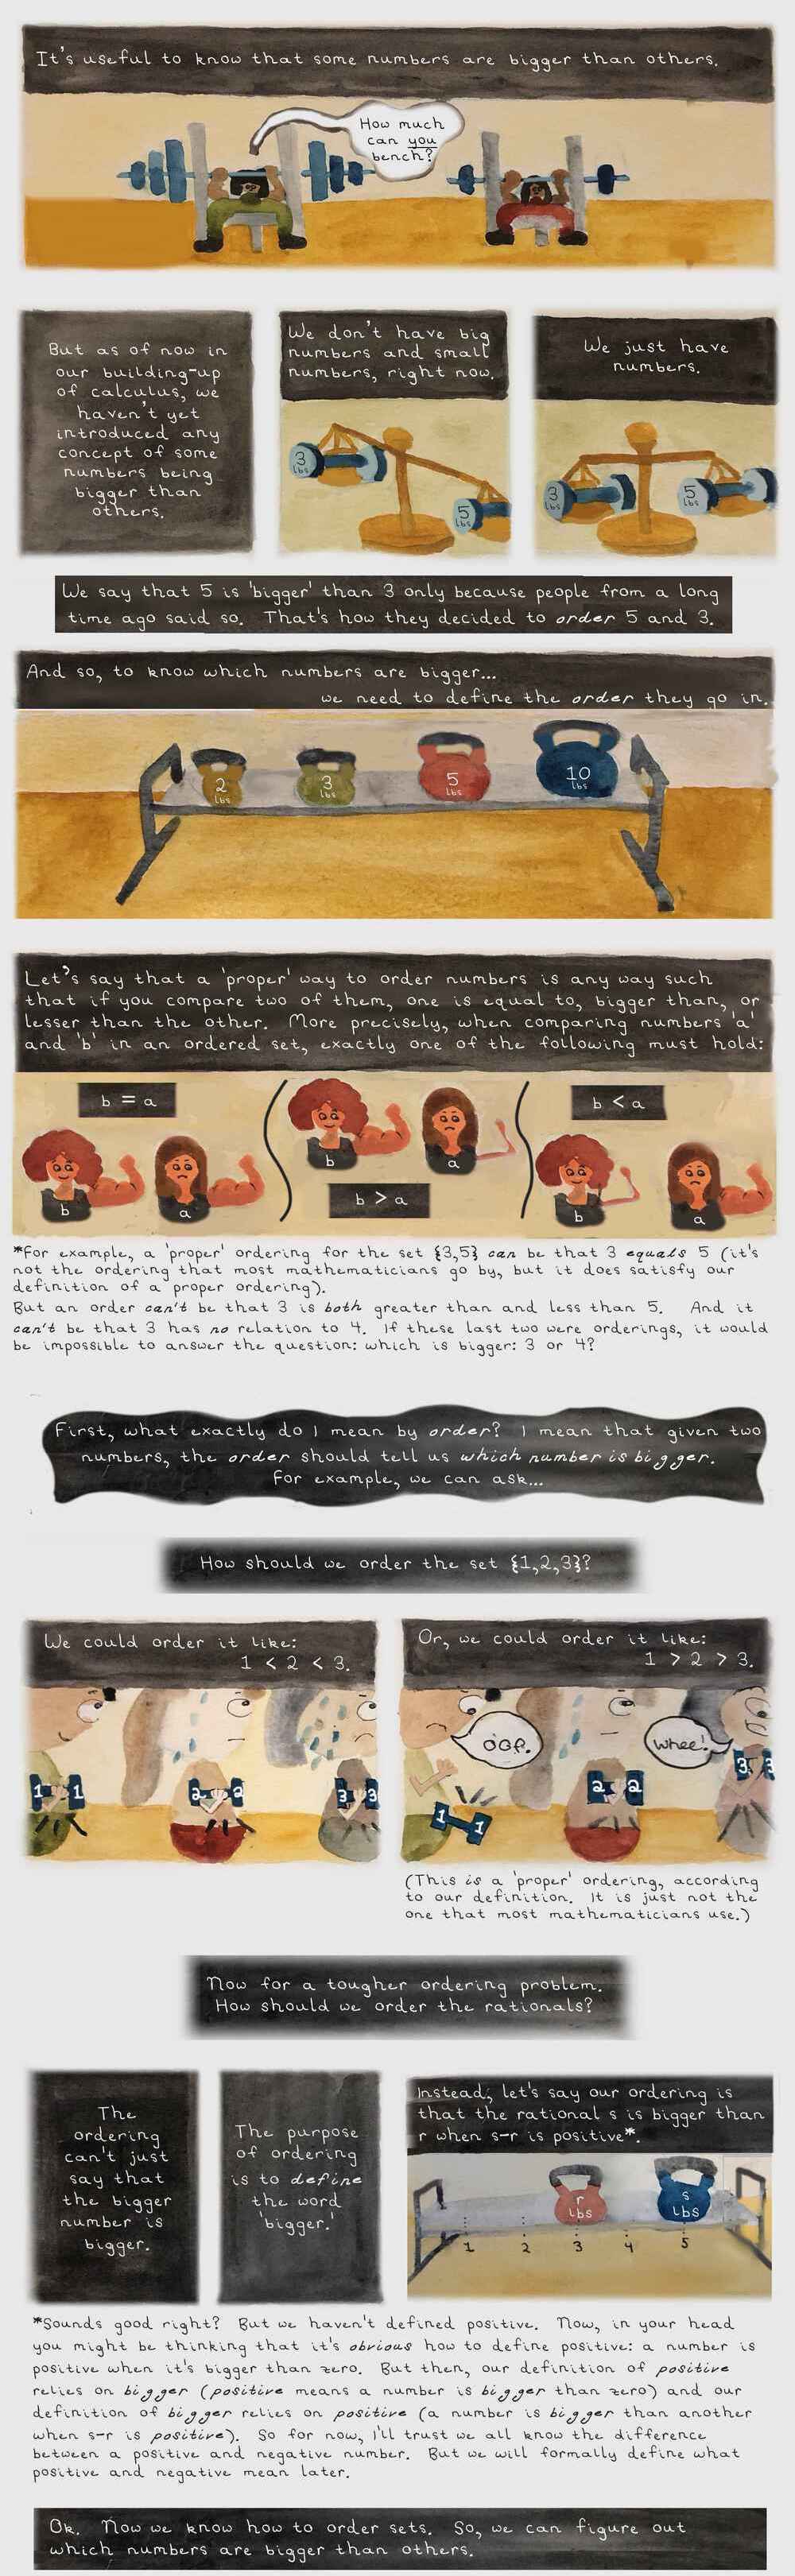 It's useful to know that some numbers are bigger than others.
How much
can you
bench?
But as of now in
our building-up
of calculus, we
haven't yet
introduced any
concept of some
numbers being
bigger than
others.
We don't have big
numbers and small
numbers, right now.
3
lbs
5
lbs
We just have
numbers.
3
lbs
5
lbs
We say that 5 is 'bigger' than 3 only because people from a long
time ago said so. That's how they decided to order 5 and 3.
And so, to know which numbers are bigger...
we need to define the order they go in.
2
lbs
3
lbs
5
lbs
10
lbs
Let's say that a 'proper' way to order numbers is any way such
that if you compare two of them, one is equal to, bigger than, or
lesser than the other. More precisely, when comparing numbers 'a'
and 'b' in an ordered set, exactly one of the following must hold:
b = a
b
a
b
a
b > a
b < a
b
a
*For example, a 'proper' ordering for the set {3,5} can be that 3 equals 5 (it's
not the ordering that most mathematicians go by, but it does satisfy our
definition of a proper ordering).
But an order can't be that 3 is both greater than and less than 5. And it
can't be that 3 has no relation to 4. If these last two were orderings, it would
be impossible to answer the question: which is bigger: 3 or 4?
First, what exactly do I mean by order? I mean that given two
numbers, the order should tell us which number is bigger.
For example, we can ask...
How should we order the set {1,2,3}?
We could order it like:
1 < 2 < 3.
1 1
2 2
3 3
Or, we could order it like:
1 > 2 > 3.
OOF.
whee!
1 1
2 2
3 3
(This is a 'proper' ordering, according
to our definition. It is just not the
one that most mathematicians use.)
Now for a tougher ordering problem.
How should we order the rationals?
The
ordering
can't just
say that
the bigger
number is
bigger.
The purpose
of ordering
is to define
the word
'bigger.'
Instead, let's say our ordering is
that the rational s is bigger than
r when s-r is positive*.
r
lbs
s
lbs
1 2 3 4 5
*Sounds good right? But we haven't defined positive. Now, in your head
you might be thinking that it's obvious how to define positive: a number is
positive when it's bigger than zero. But then, our definition of positive
relies on bigger (positive means a number is bigger than zero) and our
definition of bigger relies on positive (a number is bigger than another
when s-r is positive). So for now, I'll trust we all know the difference
between a positive and negative number. But we will formally define what
positive and negative mean later.
Ok. Now we know how to order sets. So, we can figure out
which numbers are bigger than others.